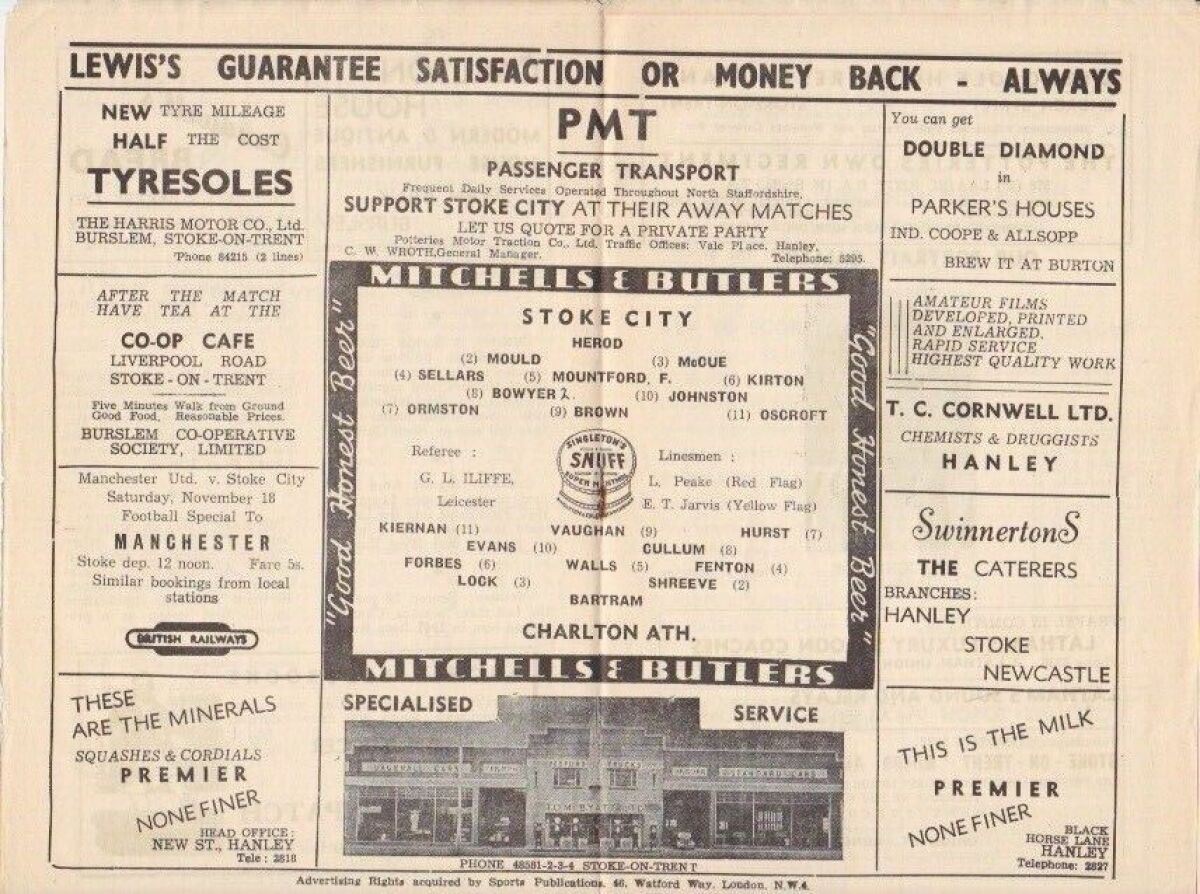 LEWIS'S GUARANTEE SATISFACTION OR MONEY BACK - ALWAYS
NEW TYRE MILEAGE
HALF THE COST
TYRESOLES
THE HARRIS MOTOR CO., Ltd.
BURSLEM, STOKE-ON-TRENT
'Phone 84215 (2 lines)
AFTER THE MATCH
HAVE TEA AT THE
CO-OP CAFE
LIVERPOOL ROAD
STOKE-ON-TRENT
Five Minutes Walk from Ground
Good Food, Reasonable Prices.
BURSLEM CO-OPERATIVE
SOCIETY, LIMITED
Manchester Utd. v. Stoke City
Saturday, November 18
Football Special To
MANCHESTER
Stoke dep. 12 noon. Fare 5s.
Similar bookings from local
stations
BRITISH RAILWAYS
THESE
ARE THE MINERALS
SQUASHES & CORDIALS
PREMIER
NONE FINER
HEAD OFFICE:
NEW ST., HANLEY
Tele: 2818
PMT
PASSENGER TRANSPORT
Frequent Daily Services Operated Throughout North Staffordshire.
SUPPORT STOKE CITY AT THEIR AWAY MATCHES
LET US QUOTE FOR A PRIVATE PARTY
Potteries Motor Traction Co., Ltd. Traffic Offices: Vale Place, Hanley.
C. W. WROTH, General Manager. Telephone: 5295.
MITCHELLS & BUTLERS
"Good Honest Beer"
STOKE CITY
HEROD
(2) MOULD (3) McCUE
(4) SELLARS (5) MOUNTFORD, F. (6) KIRTON
(8) BOWYER 2. (10) JOHNSTON
(7) ORMSTON (9) BROWN (11) OSCROFT
Referee :
G. L. ILIFFE,
Leicester
SINGLETON'S
SNUFF
SUPER MENTHOL
Linesmen :
L. Peake (Red Flag)
E. T. Jarvis (Yellow Flag)
KIERNAN (11) VAUGHAN (9) HURST (7)
EVANS (10) CULLUM (8)
FORBES (6) WALLS (5) FENTON (4)
LOCK (3) SHREEVE (2)
BARTRAM
CHARLTON ATH.
"Good Honest Beer"
MITCHELLS & BUTLERS
SPECIALISED SERVICE
VAUXHALL CARS
STANDARD CARS
TOM BYATT LTD
PHONE 48581-2-3-4 STOKE-ON-TRENT
You can get
DOUBLE DIAMOND
in
PARKER'S HOUSES
IND. COOPE & ALLSOPP
BREW IT AT BURTON
AMATEUR FILMS
DEVELOPED, PRINTED
AND ENLARGED.
RAPID SERVICE
HIGHEST QUALITY WORK
T. C. CORNWELL LTD.
CHEMISTS & DRUGGISTS
HANLEY
SwinnertonS
THE CATERERS
BRANCHES:
HANLEY
STOKE
NEWCASTLE
THIS IS THE MILK
PREMIER
NONE FINER
BLACK
HORSE LANE
HANLEY
Telephone: 2827
Advertising Rights acquired by Sports Publications, 46, Watford Way, London, N.W.4.